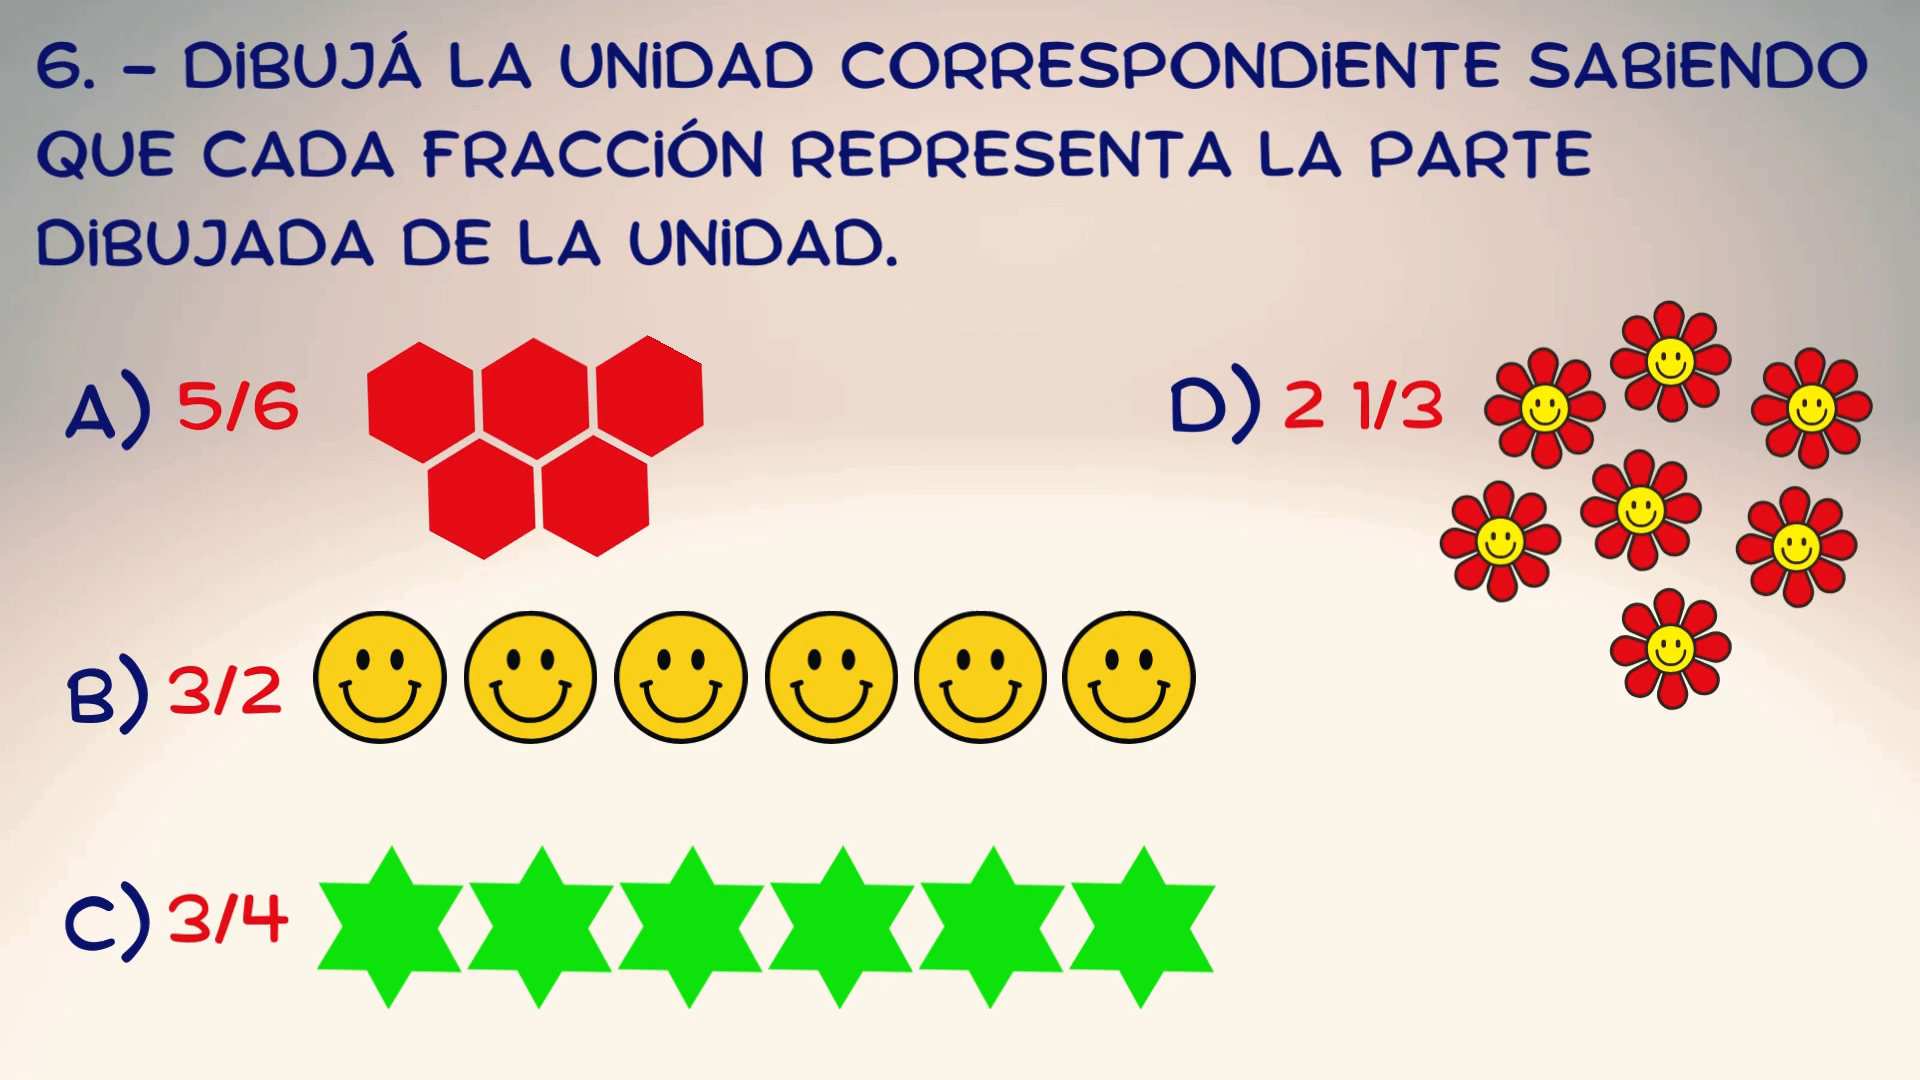 6. - DIBUJÁ LA UNIDAD CORRESPONDIENTE SABIENDO
QUE CADA FRACCIÓN REPRESENTA LA PARTE
DIBUJADA DE LA UNIDAD.
A) 5/6
D) 2 1/3
B) 3/2
C) 3/4